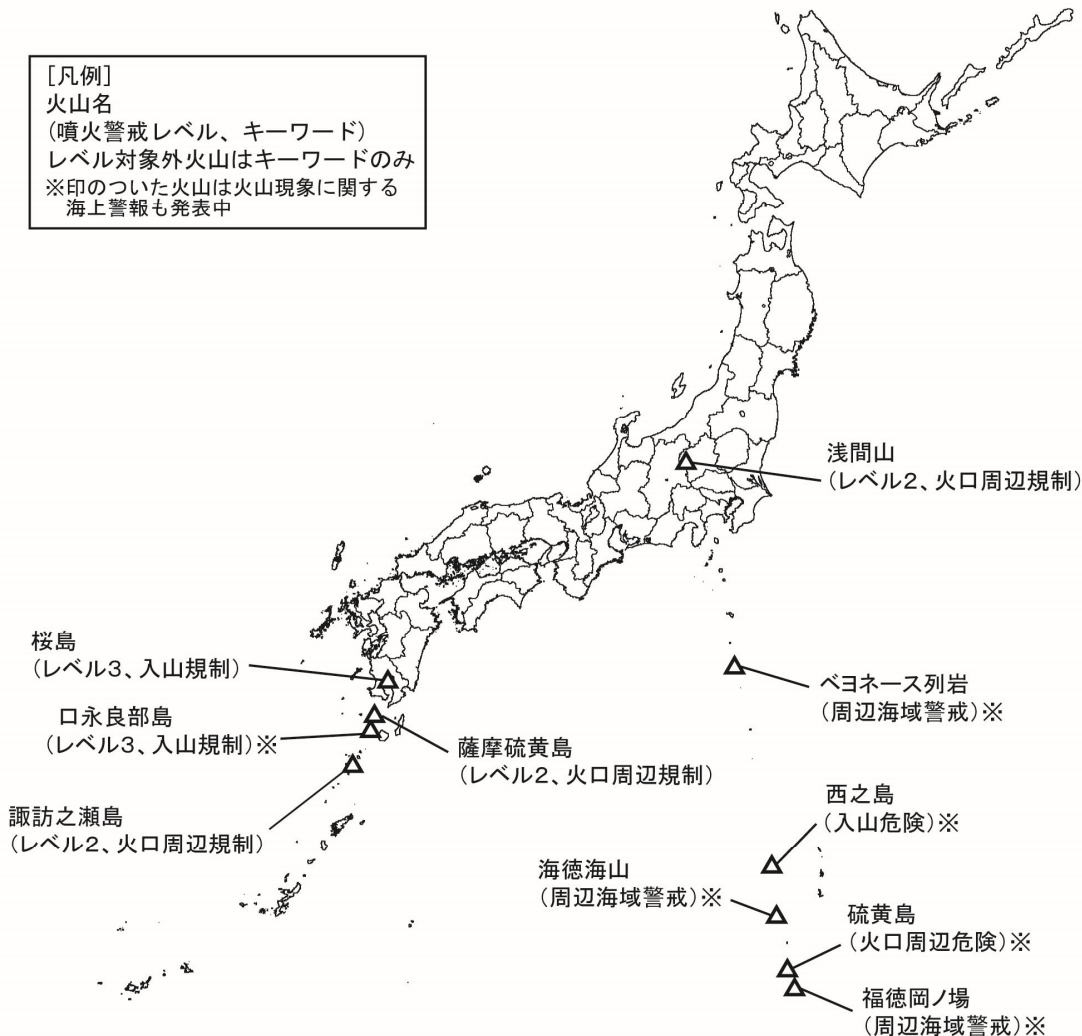 [凡例]
火山名
(噴火警戒レベル、キーワード)
レベル対象外火山はキーワードのみ
※印のついた火山は火山現象に関する
海上警報も発表中
浅間山
(レベル2、火口周辺規制)
桜島
(レベル3、入山規制)
口永良部島
(レベル3、入山規制)※
薩摩硫黄島
(レベル2、火口周辺規制)
諏訪之瀬島
(レベル2、火口周辺規制)
ベヨネース列岩
(周辺海域警戒)※
西之島
(入山危険)※
海徳海山
(周辺海域警戒)※
硫黄島
(火口周辺危険)※
福徳岡ノ場
(周辺海域警戒)※